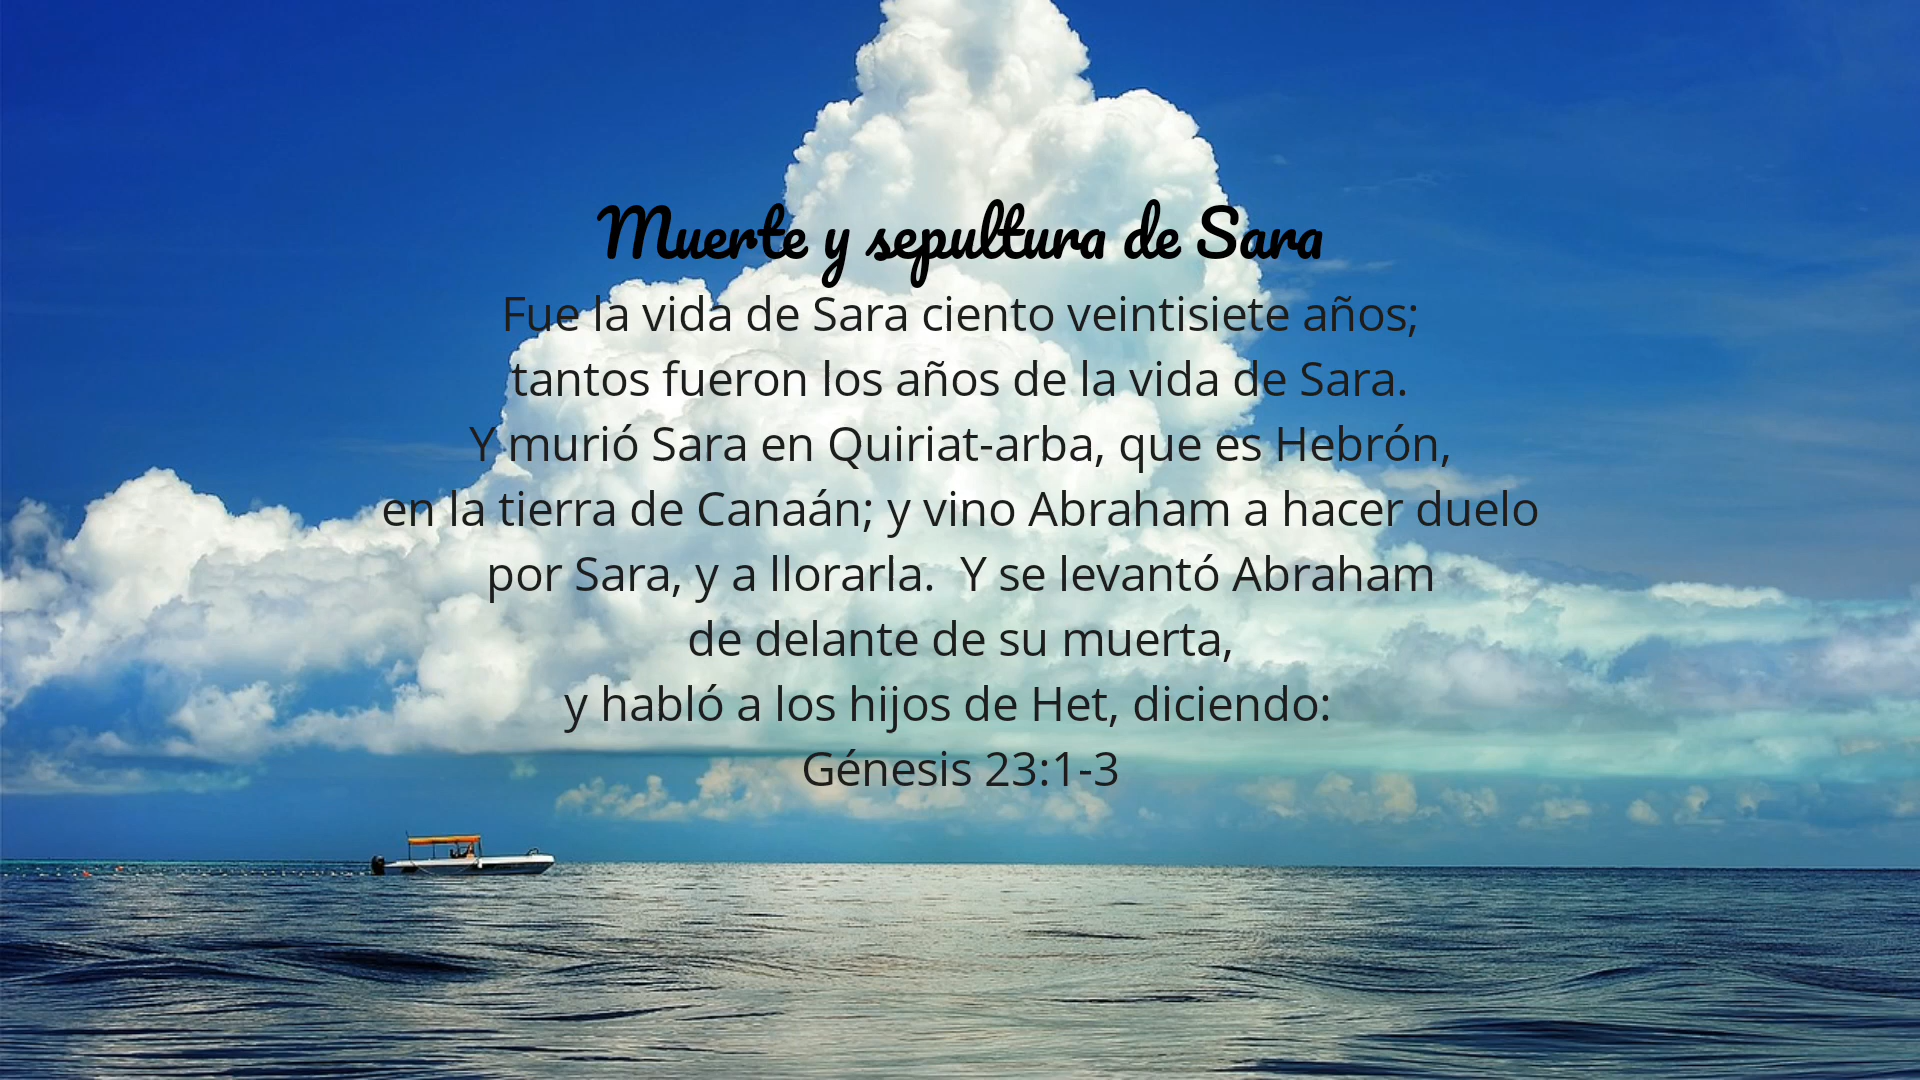 Muerte y sepultura de Sara
Fue la vida de Sara ciento veintisiete años;
tantos fueron los años de la vida de Sara.
Y murió Sara en Quiriat-arba, que es Hebrón,
en la tierra de Canaán; y vino Abraham a hacer duelo
por Sara, y a llorarla.  Y se levantó Abraham
de delante de su muerta,
y habló a los hijos de Het, diciendo:
Génesis 23:1-3